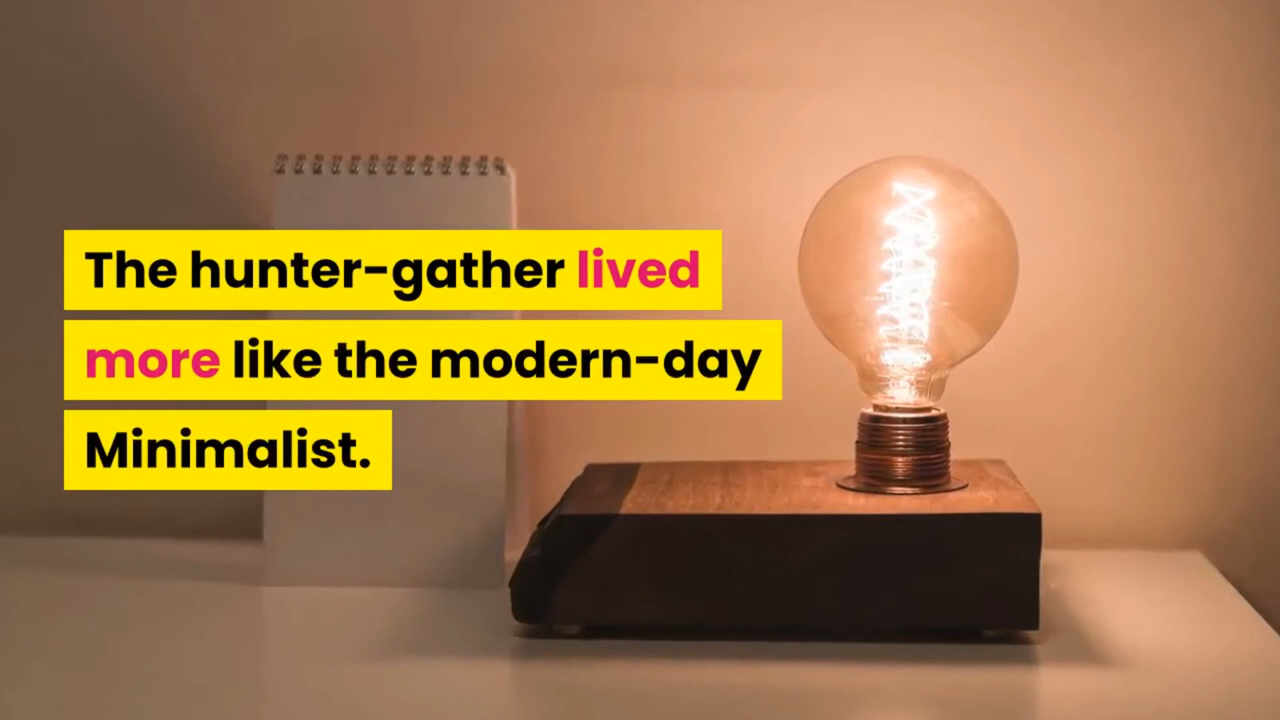 The hunter-gather lived
more like the modern-day
Minimalist.